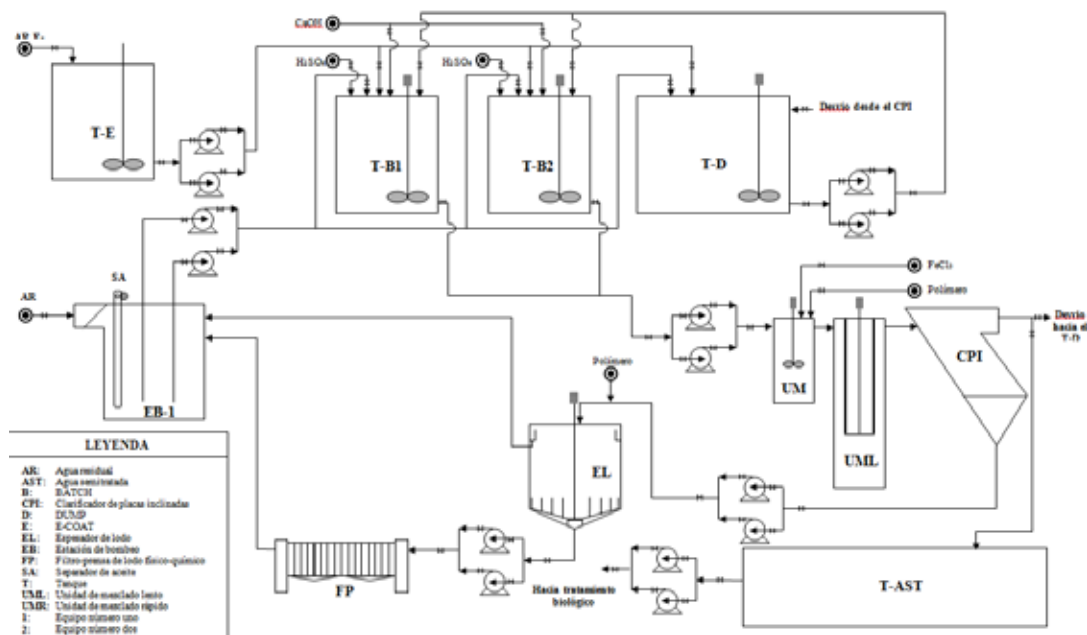 CaOH
H₂SO₄
H₂SO₄
T-E
T-B1
T-B2
T-D
Derrio desde el CPI
SA
AR
EB-1
FeCl₃
Polímero
UM
UML
CPI
Derrio
hacia el
T-D
Polímero
EL
FP
Hacia tratamiento
biológico
T-AST
LEYENDA
AR: Agua residual
AST: Agua semitratada
B: BATCH
CPI: Clarificador de placas inclinadas
D: DUMP
E: E-COAT
EL: Espesador de lodo
EB: Estación de bombeo
FP: Filtro-prensa de lodo físico-químico
SA: Separador de aceite
T: Tanque
UML: Unidad de mezclado lento
UMR: Unidad de mezclado rápido
1: Equipo número uno
2: Equipo número dos